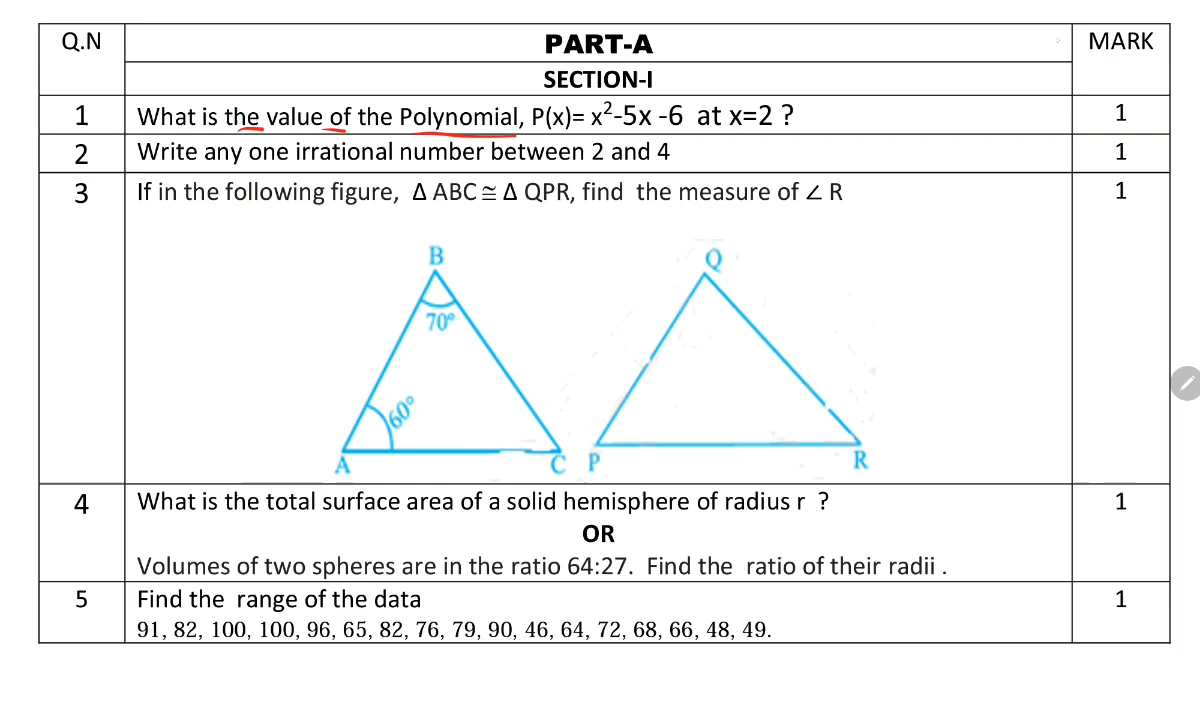 Q.N PART-A MARK
SECTION-I
1 What is the value of the Polynomial, P(x)= x²-5x -6 at x=2 ? 1
2 Write any one irrational number between 2 and 4 1
3 If in the following figure, Δ ABC ≅ Δ QPR, find the measure of ∠ R 1
B Q
70°
60°
A C P R
4 What is the total surface area of a solid hemisphere of radius r ? 1
OR
Volumes of two spheres are in the ratio 64:27. Find the ratio of their radii .
5 Find the range of the data 1
91, 82, 100, 100, 96, 65, 82, 76, 79, 90, 46, 64, 72, 68, 66, 48, 49.